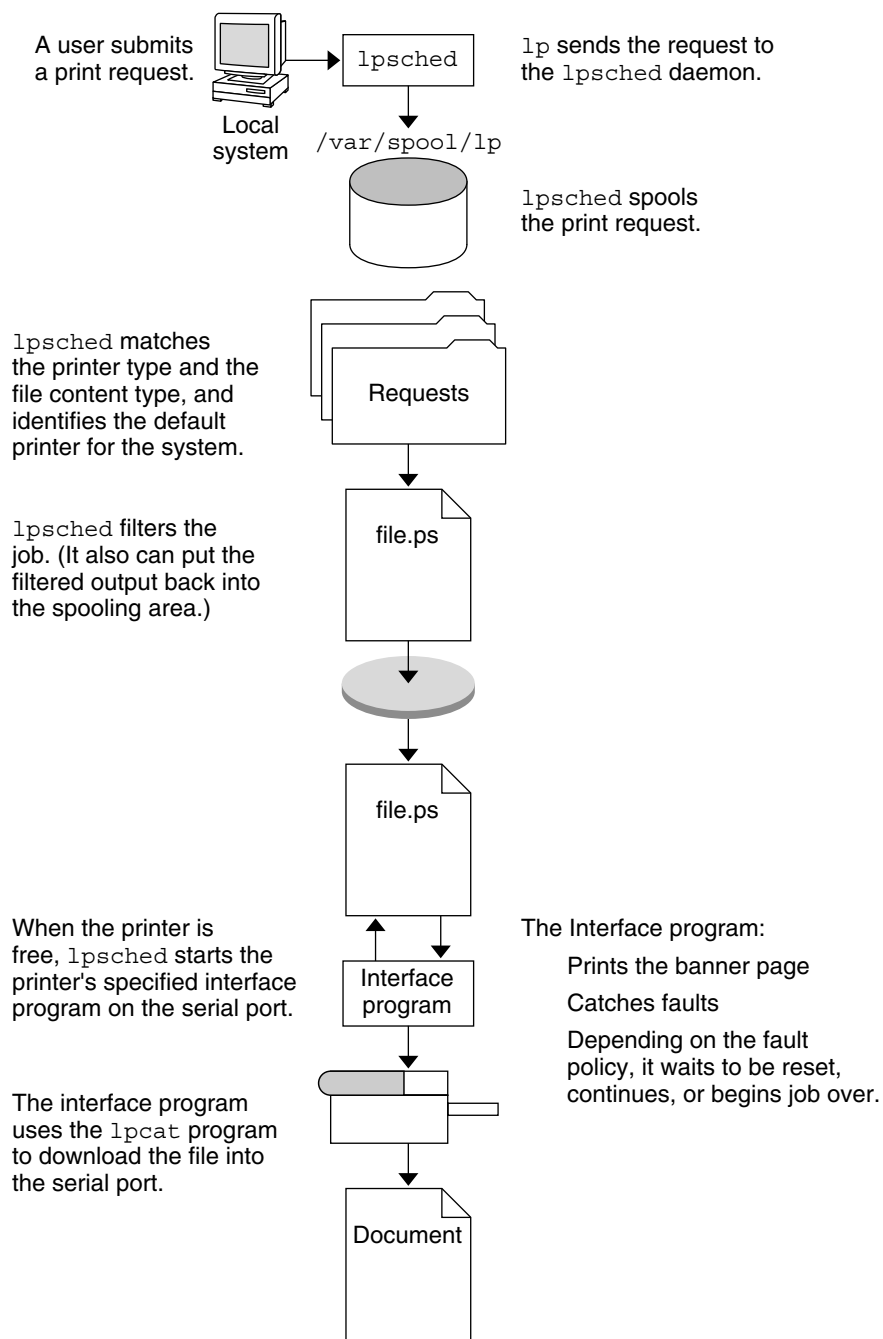 A user submits
a print request.
lpsched
lp sends the request to
the lpsched daemon.
Local
system
/var/spool/lp
lpsched spools
the print request.
lpsched matches
the printer type and the
file content type, and
identifies the default
printer for the system.
Requests
lpsched filters the
job. (It also can put the
filtered output back into
the spooling area.)
file.ps
file.ps
When the printer is
free, lpsched starts the
printer's specified interface
program on the serial port.
Interface
program
The Interface program:
Prints the banner page
Catches faults
Depending on the fault
policy, it waits to be reset,
continues, or begins job over.
The interface program
uses the lpcat program
to download the file into
the serial port.
Document